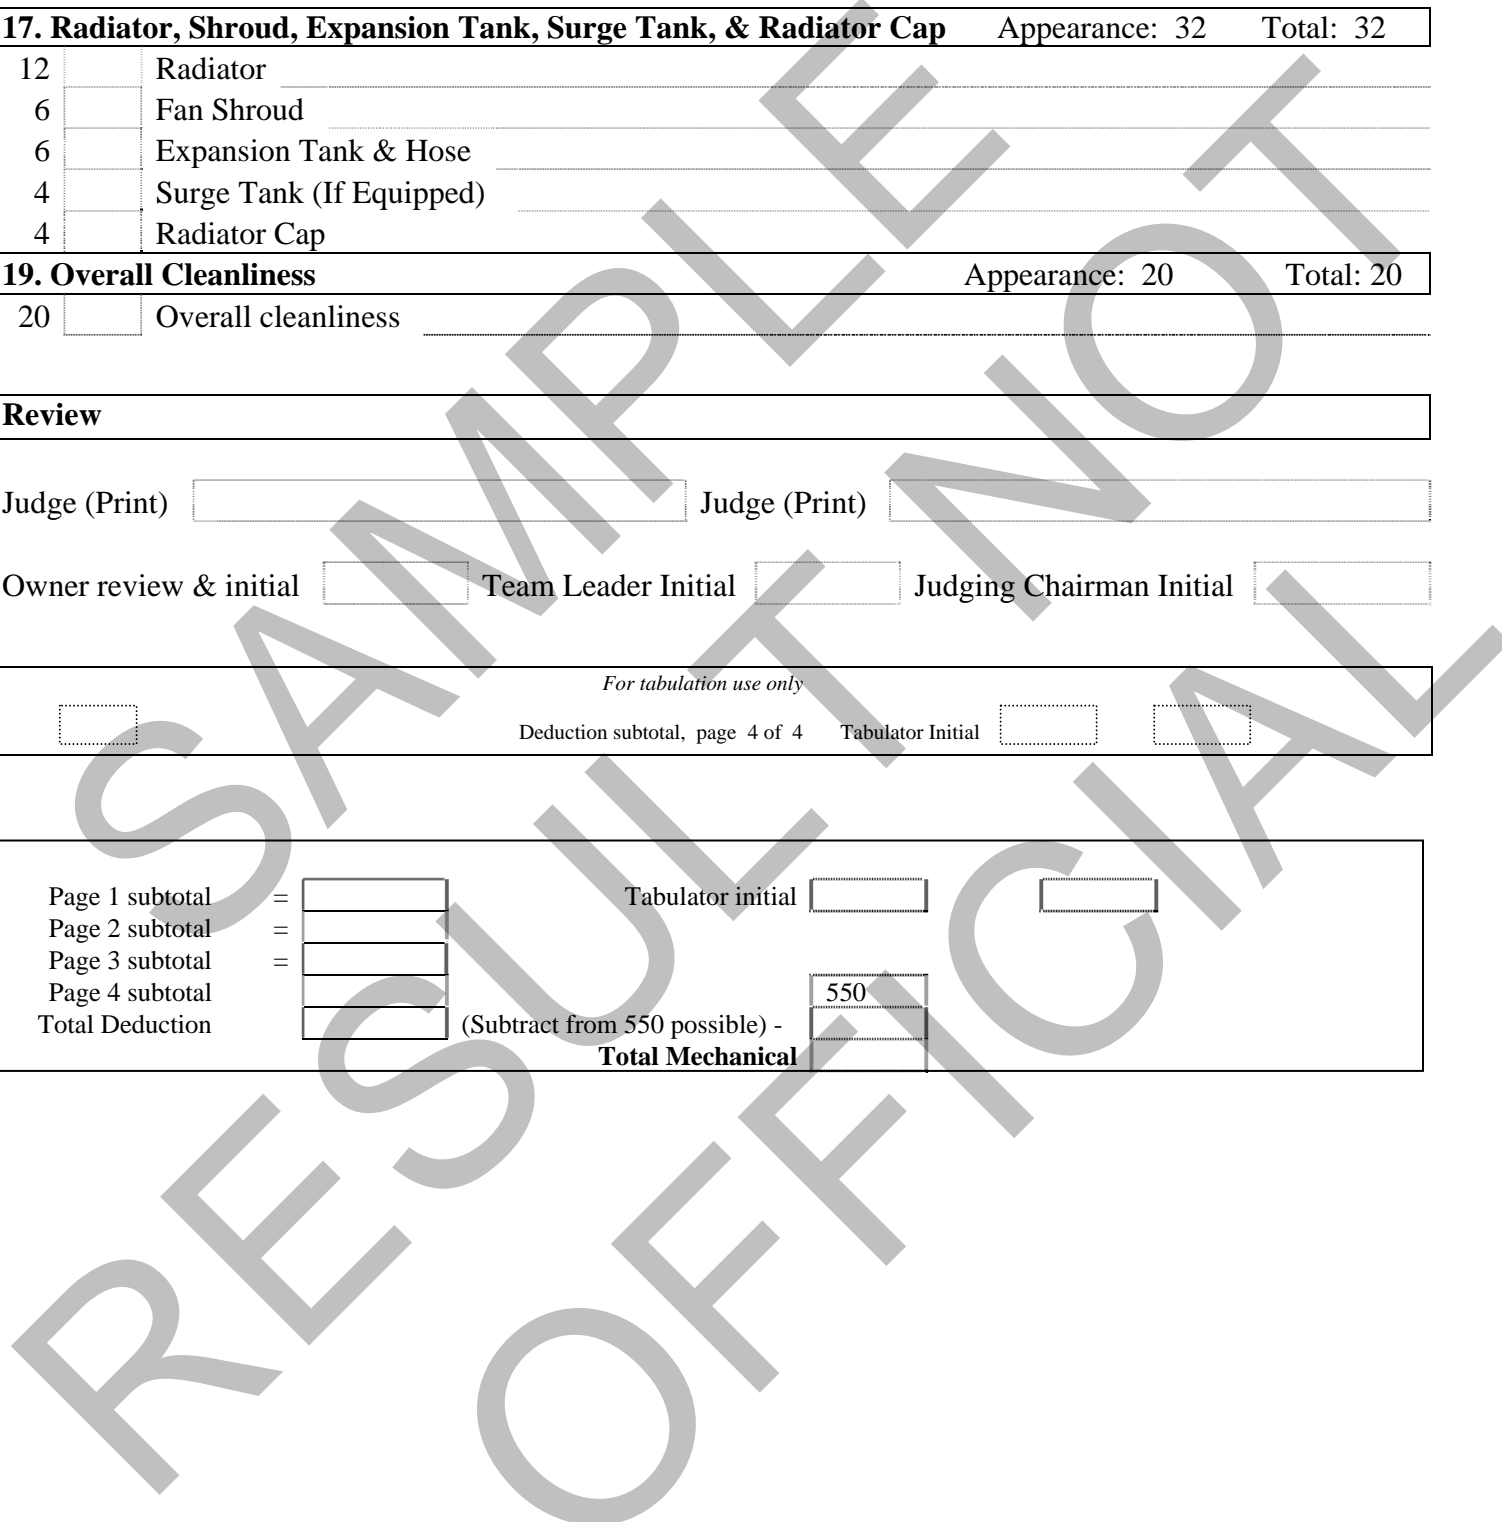 17. Radiator, Shroud, Expansion Tank, Surge Tank, & Radiator Cap Appearance: 32 Total: 32
12 Radiator
6 Fan Shroud
6 Expansion Tank & Hose
4 Surge Tank (If Equipped)
4 Radiator Cap
19. Overall Cleanliness Appearance: 20 Total: 20
20 Overall cleanliness
Review
Judge (Print) Judge (Print)
Owner review & initial Team Leader Initial Judging Chairman Initial
For tabulation use only
Deduction subtotal, page 4 of 4 Tabulator Initial
Page 1 subtotal = Tabulator initial
Page 2 subtotal =
Page 3 subtotal =
Page 4 subtotal 550
Total Deduction (Subtract from 550 possible) -
Total Mechanical
SAMPLE
RESULT NOT
OFFICIAL